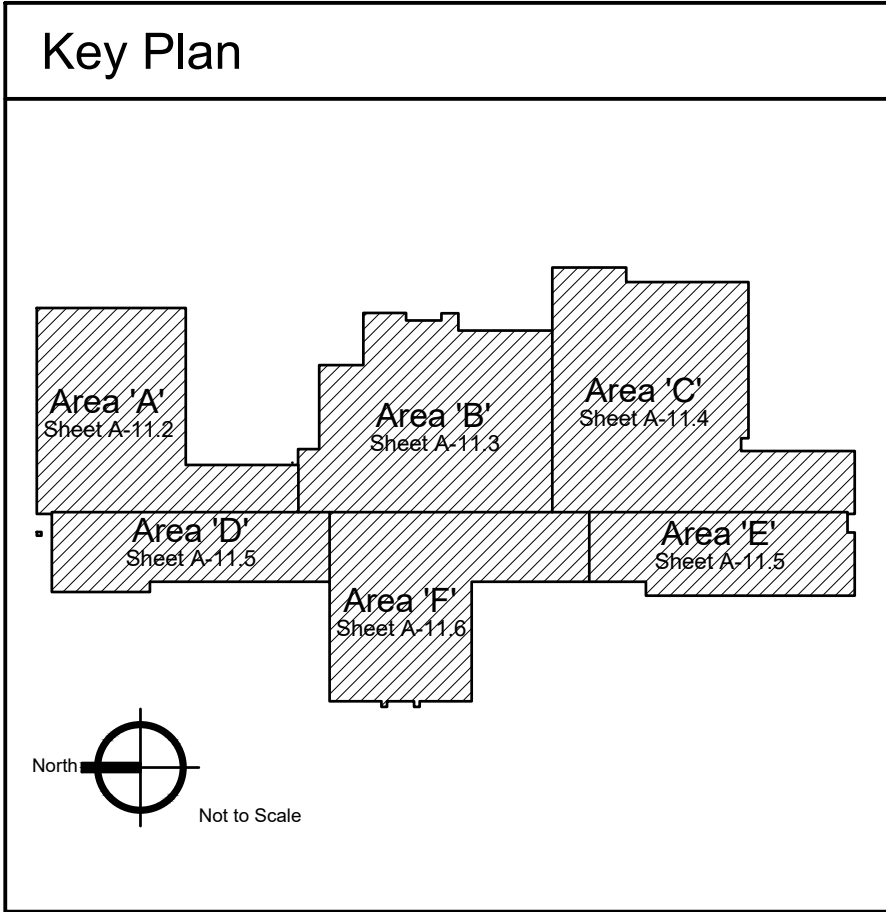 Key Plan
Area 'A'
Sheet A-11.2
Area 'B'
Sheet A-11.3
Area 'C'
Sheet A-11.4
Area 'D'
Sheet A-11.5
Area 'E'
Sheet A-11.5
Area 'F'
Sheet A-11.6
North
Not to Scale